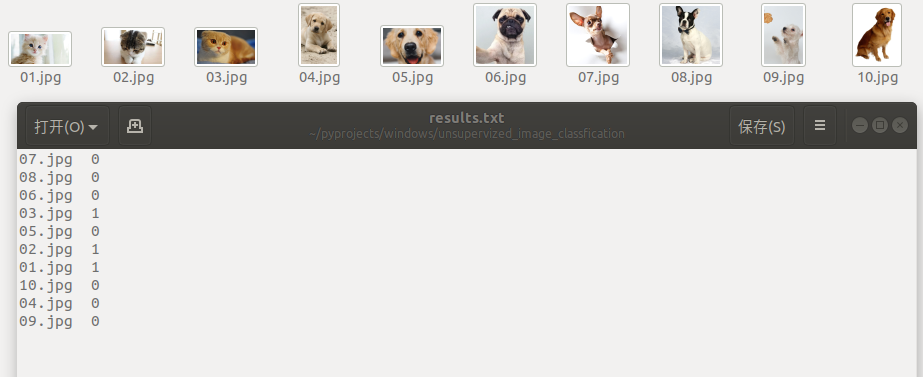 01.jpg 02.jpg 03.jpg 04.jpg 05.jpg 06.jpg 07.jpg 08.jpg 09.jpg 10.jpg
打开(O) results.txt 保存(S)
~/pyprojects/windows/unsupervized_image_classfication
07.jpg 0
08.jpg 0
06.jpg 0
03.jpg 1
05.jpg 0
02.jpg 1
01.jpg 1
10.jpg 0
04.jpg 0
09.jpg 0